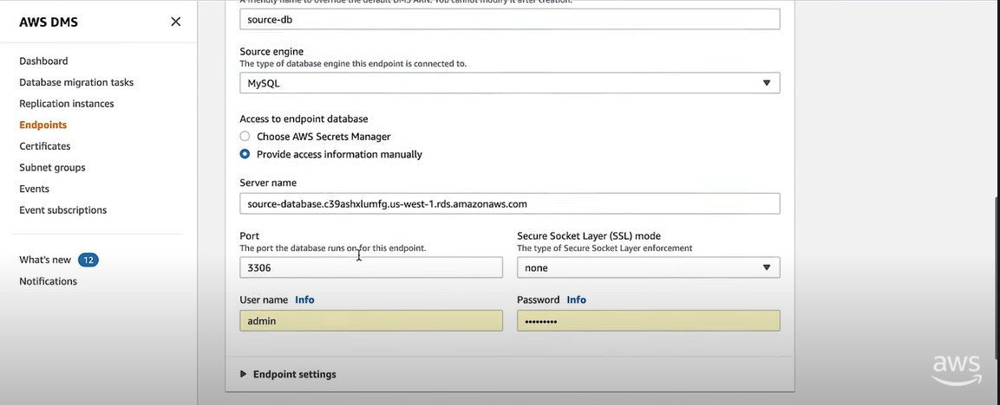 AWS DMS
Dashboard
Database migration tasks
Replication instances
Endpoints
Certificates
Subnet groups
Events
Event subscriptions
What's new 12
Notifications
A friendly name to override the default DMS ARN. You cannot modify it after creation.
source-db
Source engine
The type of database engine this endpoint is connected to.
MySQL
Access to endpoint database
Choose AWS Secrets Manager
Provide access information manually
Server name
source-database.c39ashxlumfg.us-west-1.rds.amazonaws.com
Port
The port the database runs on for this endpoint.
3306
Secure Socket Layer (SSL) mode
The type of Secure Socket Layer enforcement
none
User name Info
admin
Password Info
•••••••••
Endpoint settings
aws